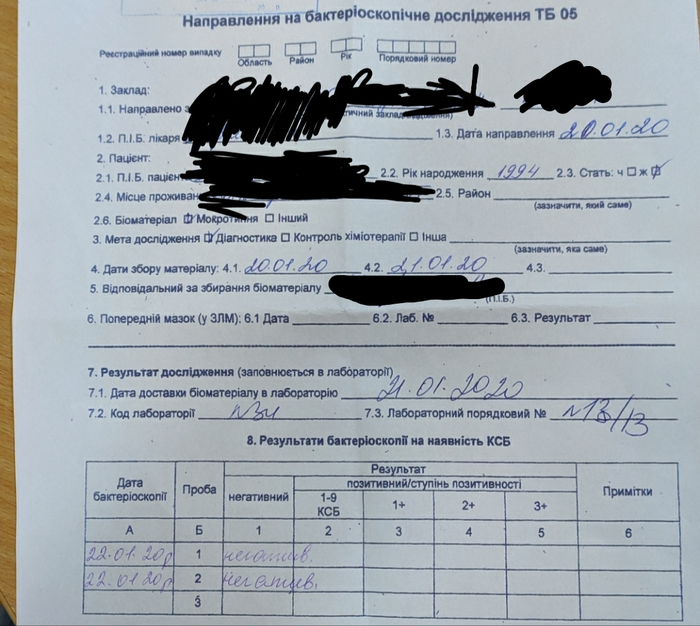 Направлення на бактеріоскопічне дослідження ТБ 05
Реєстраційний номер випадку
Область Район Рік Порядковий номер
1. Заклад:
1.1. Направлено
1.2. П.І.Б. лікаря 1.3. Дата направлення 20.01.20
2. Пацієнт:
2.1. П.І.Б. 2.2. Рік народження 1994 2.3. Стать: ч ☐ ж ☑
2.4. Місце 2.5. Район
(зазначити, який саме)
2.6. Біоматеріал ☑ Мокротиння ☐ Інший
3. Мета дослідження ☑ Діагностика ☐ Контроль хіміотерапії ☐ Інша
(зазначити, яка саме)
4. Дати збору матеріалу: 4.1. 20.01.20 4.2. 21.01.20 4.3.
5. Відповідальний за збирання біоматеріалу
(П.І.Б.)
6. Попередній мазок (у ЗЛМ): 6.1 Дата 6.2. Лаб. № 6.3. Результат
7. Результат дослідження (заповнюється в лабораторії)
7.1. Дата доставки біоматеріалу в лабораторію 21.01.2020
7.2. Код лабораторії 7.3. Лабораторний порядковий № 13/13
8. Результати бактеріоскопії на наявність КСБ
Дата бактеріоскопії Проба Результат Примітки
негативний позитивний/ступінь позитивності
1-9 КСБ 1+ 2+ 3+
А Б 1 2 3 4 5 6
22.01.20р 1 негатив.
22.01.20р 2 негатив.
3